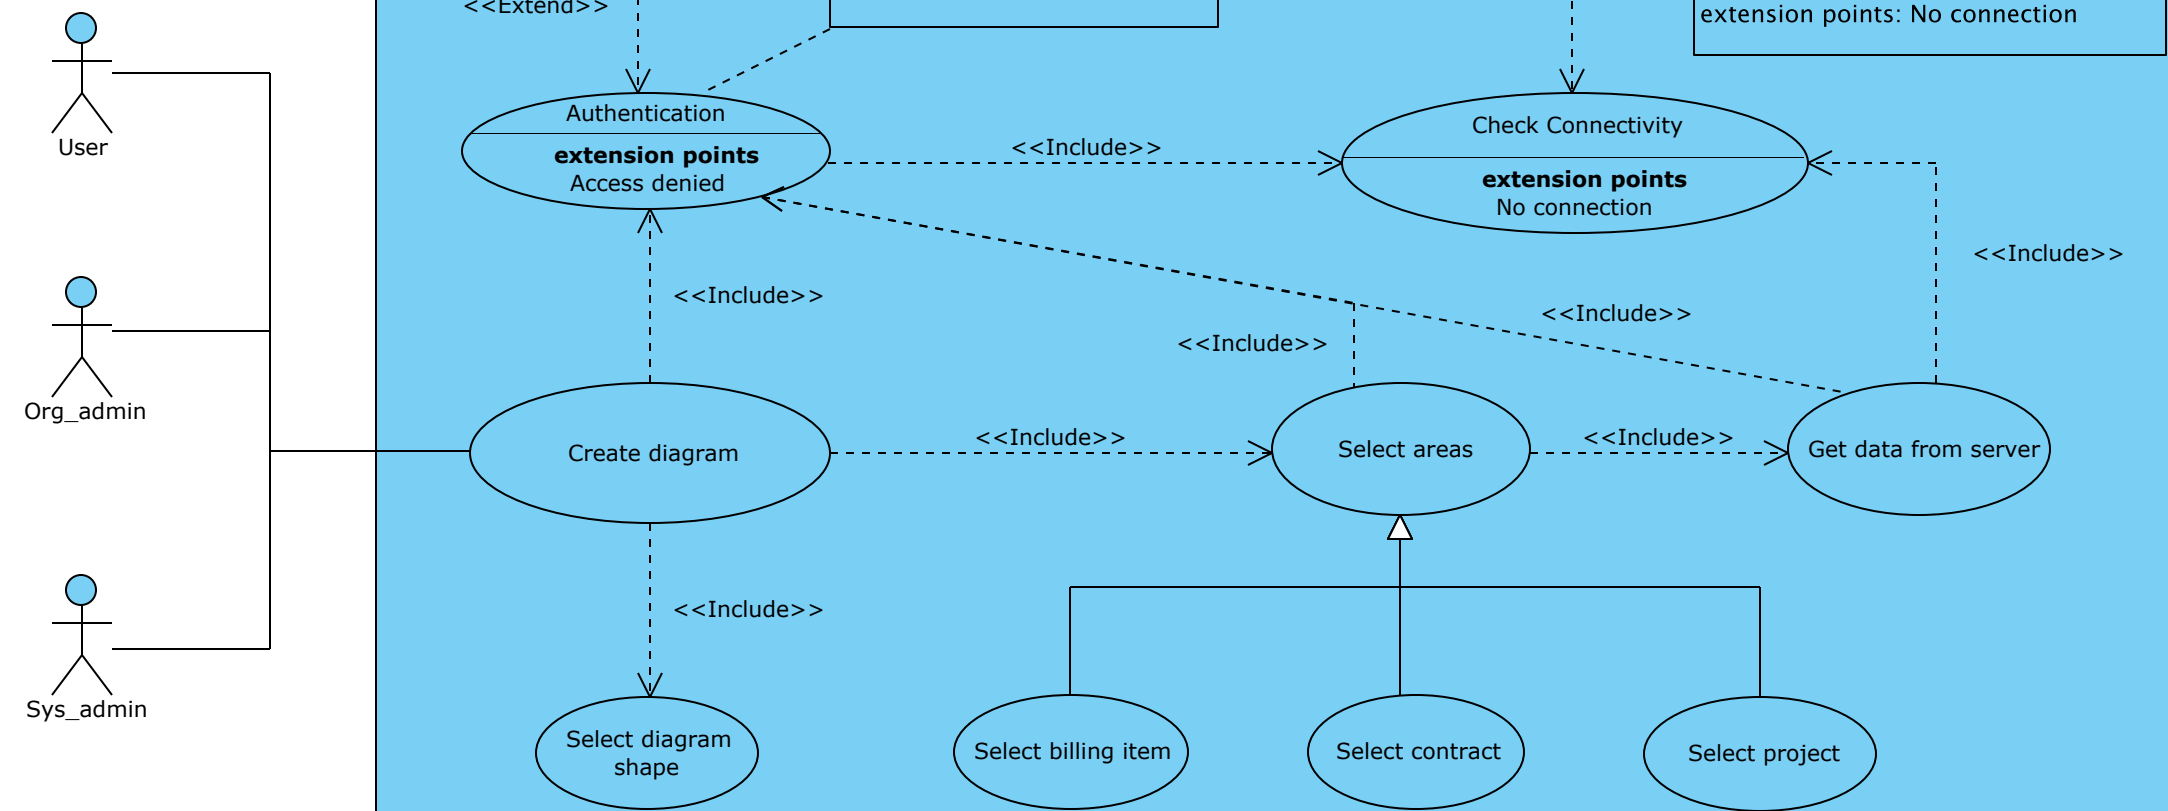 <<Extend>>
extension points: No connection
User
Authentication
extension points
Access denied
<<Include>>
Check Connectivity
extension points
No connection
<<Include>>
<<Include>>
<<Include>>
<<Include>>
Org_admin
Create diagram
<<Include>>
Select areas
<<Include>>
Get data from server
<<Include>>
Sys_admin
Select diagram
shape
Select billing item
Select contract
Select project